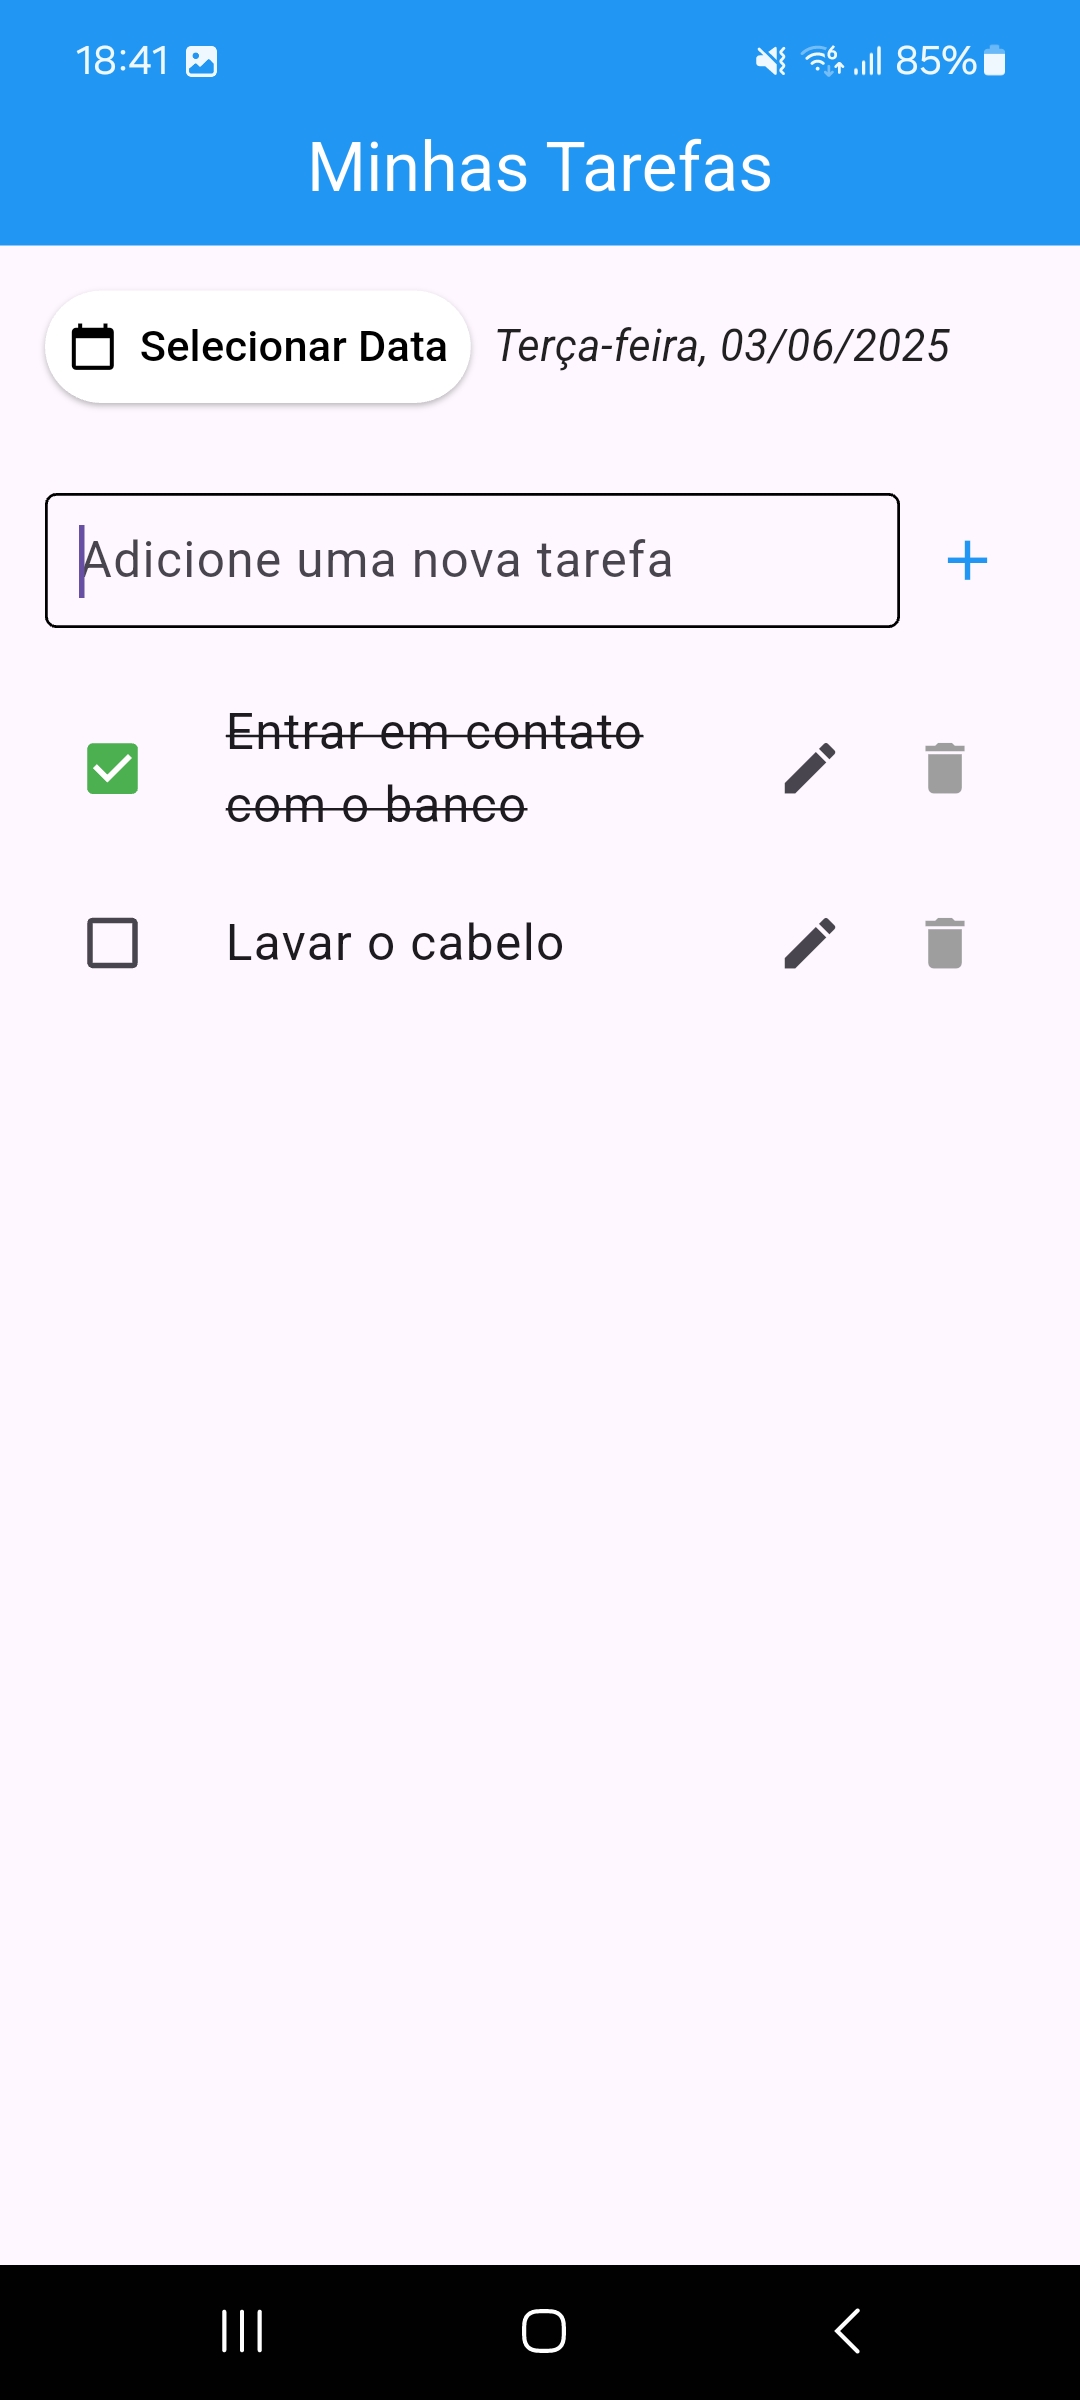 18:41 6 85%
Minhas Tarefas
Selecionar Data Terça-feira, 03/06/2025
Adicione uma nova tarefa
Entrar em contato
com o banco
Lavar o cabelo